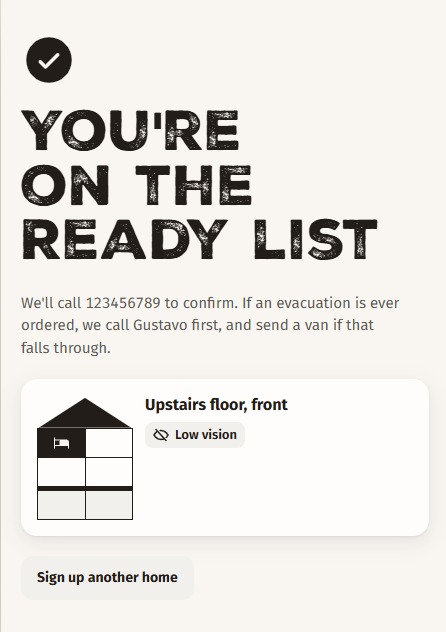 YOU'RE
ON THE
READY LIST
We'll call 123456789 to confirm. If an evacuation is ever
ordered, we call Gustavo first, and send a van if that
falls through.
Upstairs floor, front
Low vision
Sign up another home